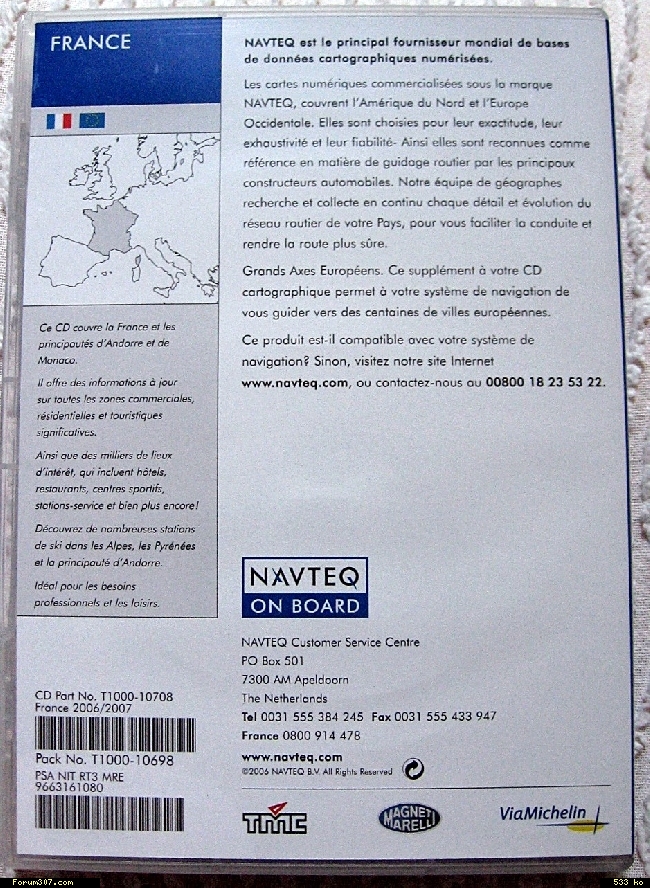 FRANCE
Ce CD couvre la France et les
principautés d'Andorre et de
Monaco.
Il offre des informations à jour
sur toutes les zones commerciales,
résidentielles et touristiques
significatives.
Ainsi que des milliers de lieux
d'intérêt, qui incluent hôtels,
restaurants, centres sportifs,
stations-service et bien plus encore!
Découvrez de nombreuses stations
de ski dans les Alpes, les Pyrénées
et la principauté d'Andorre.
Idéal pour les besoins
professionnels et les loisirs.
CD Part No. T1000-10708
France 2006/2007
Pack No. T1000-10698
PSA NIT RT3 MRE
9663161080
NAVTEQ est le principal fournisseur mondial de bases
de données cartographiques numérisées.
Les cartes numériques commercialisées sous la marque
NAVTEQ, couvrent l'Amérique du Nord et l'Europe
Occidentale. Elles sont choisies pour leur exactitude, leur
exhaustivité et leur fiabilité- Ainsi elles sont reconnues comme
référence en matière de guidage routier par les principaux
constructeurs automobiles. Notre équipe de géographes
recherche et collecte en continu chaque détail et évolution du
réseau routier de votre Pays, pour vous faciliter la conduite et
rendre la route plus sûre.
Grands Axes Européens. Ce supplément à votre CD
cartographique permet à votre système de navigation de
vous guider vers des centaines de villes européennes.
Ce produit est-il compatible avec votre système de
navigation? Sinon, visitez notre site Internet
www.navteq.com, ou contactez-nous au 00800 18 23 53 22.
NAVTEQ
ON BOARD
NAVTEQ Customer Service Centre
PO Box 501
7300 AM Apeldoorn
The Netherlands
Tel 0031 555 384 245 Fax 0031 555 433 947
France 0800 914 478
www.navteq.com
©2006 NAVTEQ B.V. All Rights Reserved
TMC
MAGNETI
MARELLI
ViaMichelin
Forum307.com
533 ko